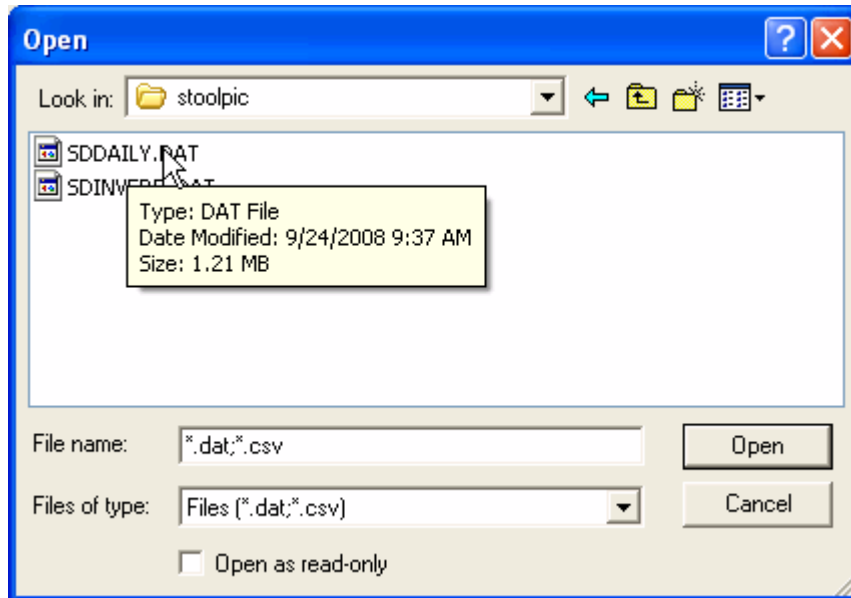 Open
Look in: stoolpic
SDDAILY.DAT
Type: DAT File
Date Modified: 9/24/2008 9:37 AM
Size: 1.21 MB
File name: *.dat;*.csv Open
Files of type: Files (*.dat;*.csv) Cancel
Open as read-only